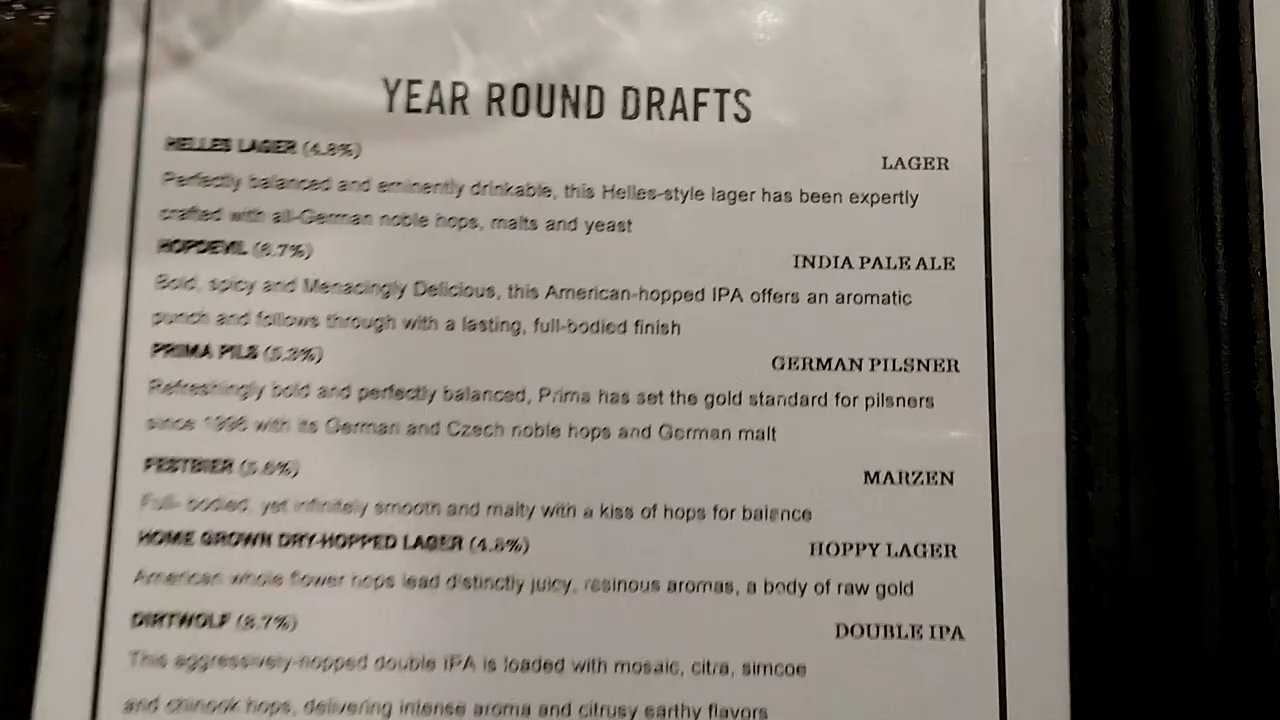 YEAR ROUND DRAFTS
HELLES LAGER (4.8%)
LAGER
Perfectly balanced and eminently drinkable, this Helles-style lager has been expertly
crafted with all-German noble hops, malts and yeast
HOPDEVIL (6.7%)
INDIA PALE ALE
Bold, spicy and Menacingly Delicious, this American-hopped IPA offers an aromatic
punch and follows through with a lasting, full-bodied finish
PRIMA PILS (5.3%)
GERMAN PILSNER
Refreshingly bold and perfectly balanced, Prima has set the gold standard for pilsners
since 1996 with its German and Czech noble hops and German malt
FESTBIER (5.6%)
MARZEN
Full- bodied, yet infinitely smooth and malty with a kiss of hops for balance
HOME GROWN DRY-HOPPED LAGER (4.8%)
HOPPY LAGER
American whole flower hops lead distinctly juicy, resinous aromas, a body of raw gold
DIRTWOLF (8.7%)
DOUBLE IPA
This aggressively-hopped double IPA is loaded with mosaic, citra, simcoe
and chinook hops, delivering intense aroma and citrusy earthy flavors